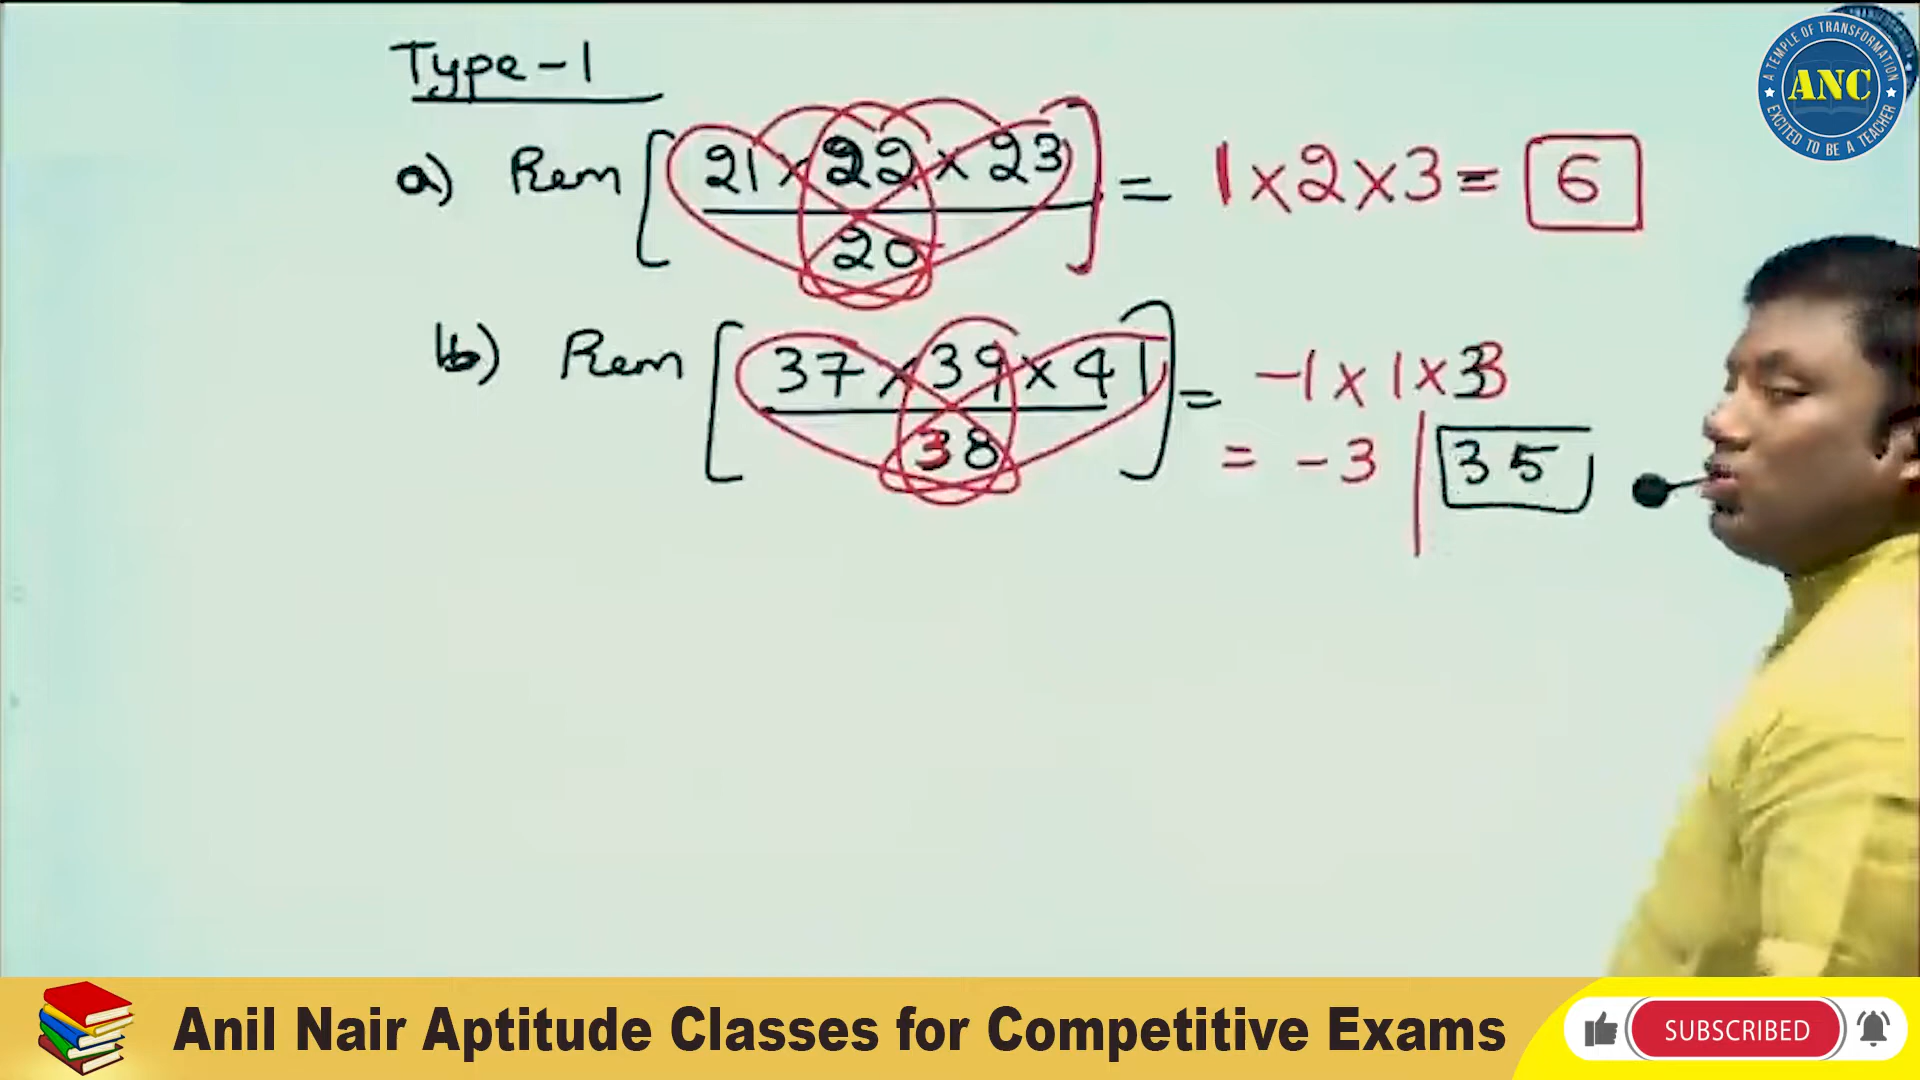 Type-1
a) Rem [21 × 22 × 23 / 20] = 1 × 2 × 3 = 6
b) Rem [37 × 39 × 41 / 38] = -1 × 1 × 3
= -3 | 35
A TEMPLE OF TRANSFORMATION
ANC
EXCITED TO BE A TEACHER
Anil Nair Aptitude Classes for Competitive Exams
SUBSCRIBED